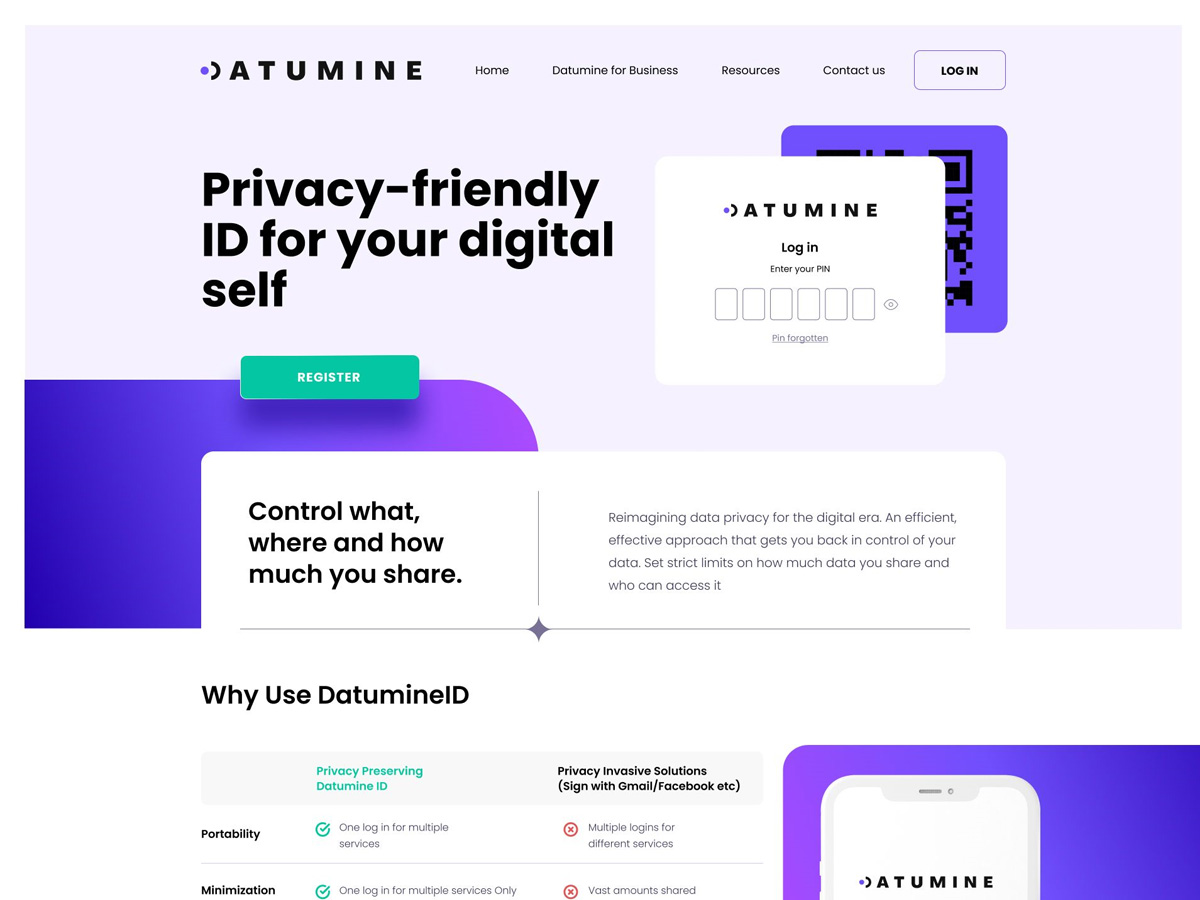 DATUMINE
Home
Datumine for Business
Resources
Contact us
LOG IN
Privacy-friendly
ID for your digital
self
REGISTER
DATUMINE
Log in
Enter your PIN
Pin forgotten
Control what,
where and how
much you share.
Reimagining data privacy for the digital era. An efficient,
effective approach that gets you back in control of your
data. Set strict limits on how much data you share and
who can access it
Why Use DatumineID
Privacy Preserving
Datumine ID
Privacy Invasive Solutions
(Sign with Gmail/Facebook etc)
Portability
One log in for multiple
services
Multiple logins for
different services
Minimization
One log in for multiple services Only
Vast amounts shared
DATUMINE